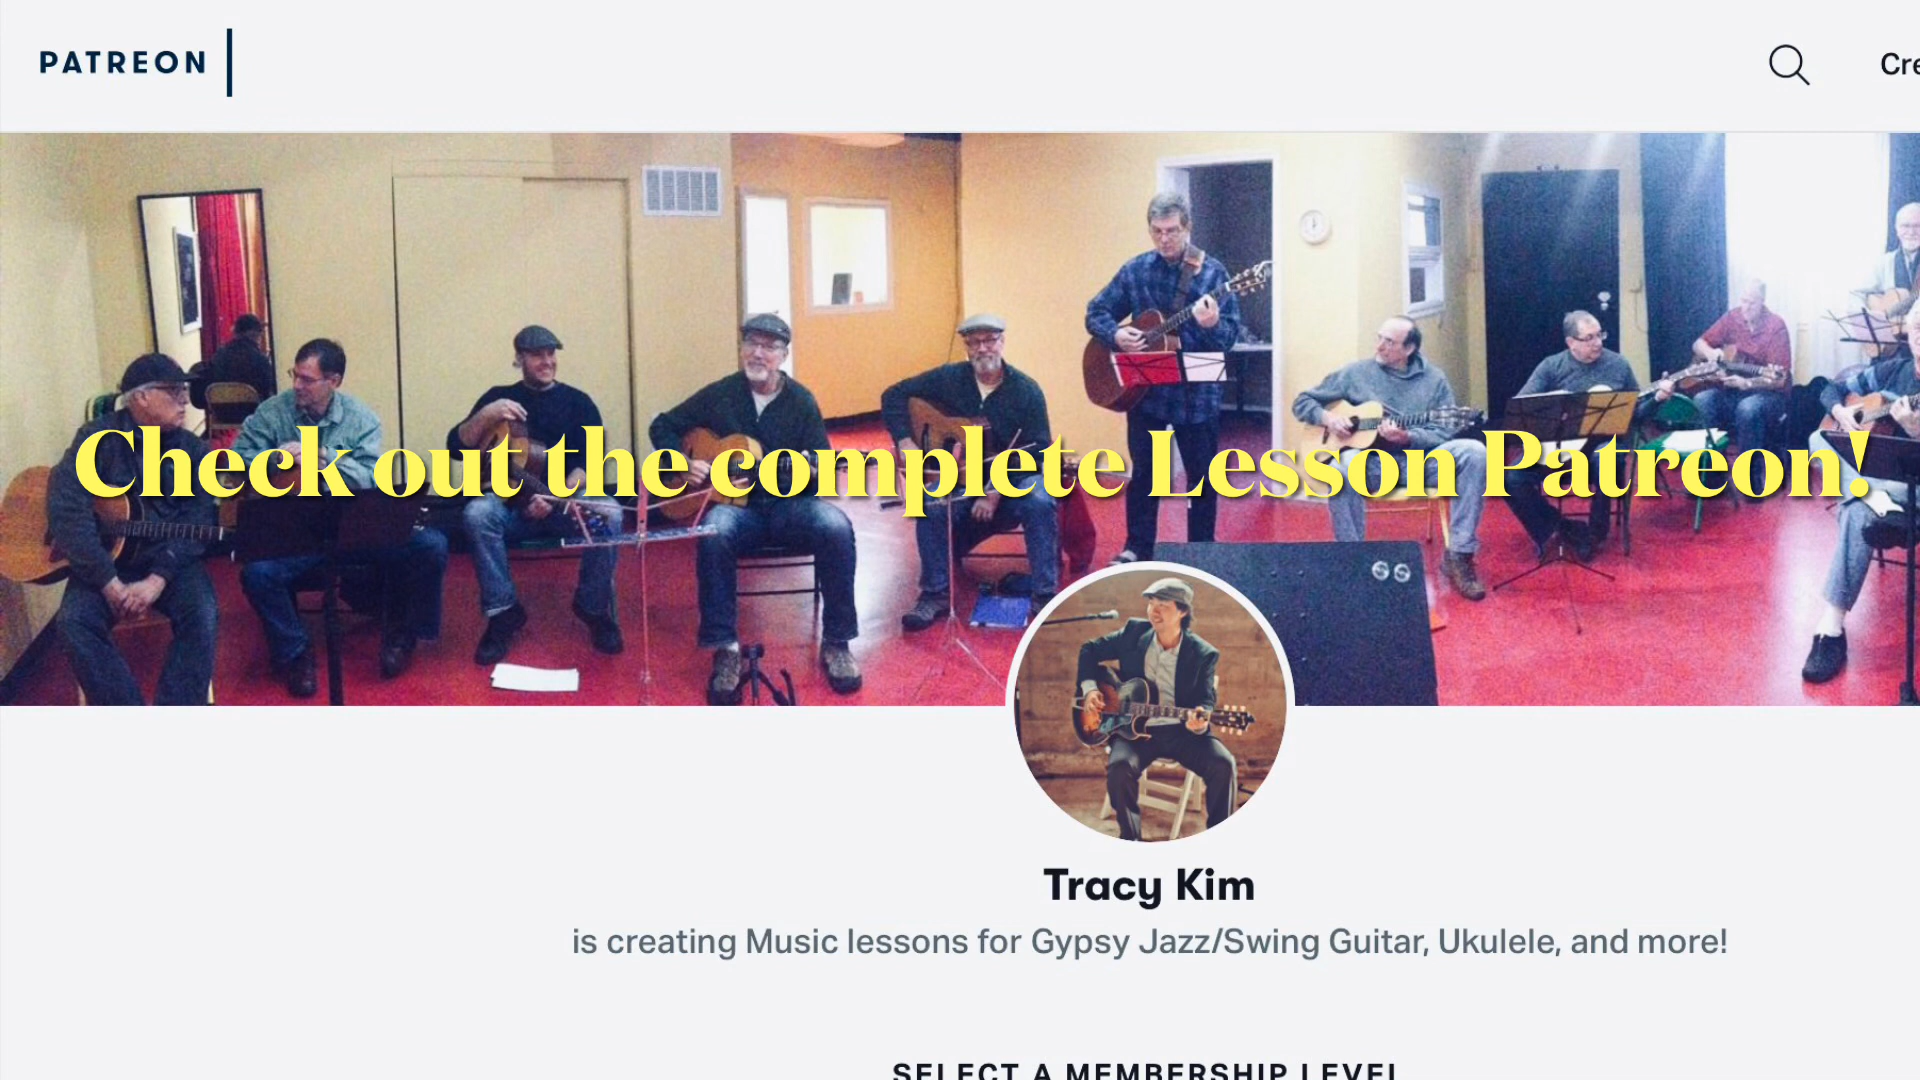 PATREON
Cre
Check out the complete Lesson Patreon!
Tracy Kim
is creating Music lessons for Gypsy Jazz/Swing Guitar, Ukulele, and more!
SELECT A MEMBERSHIP LEVEL